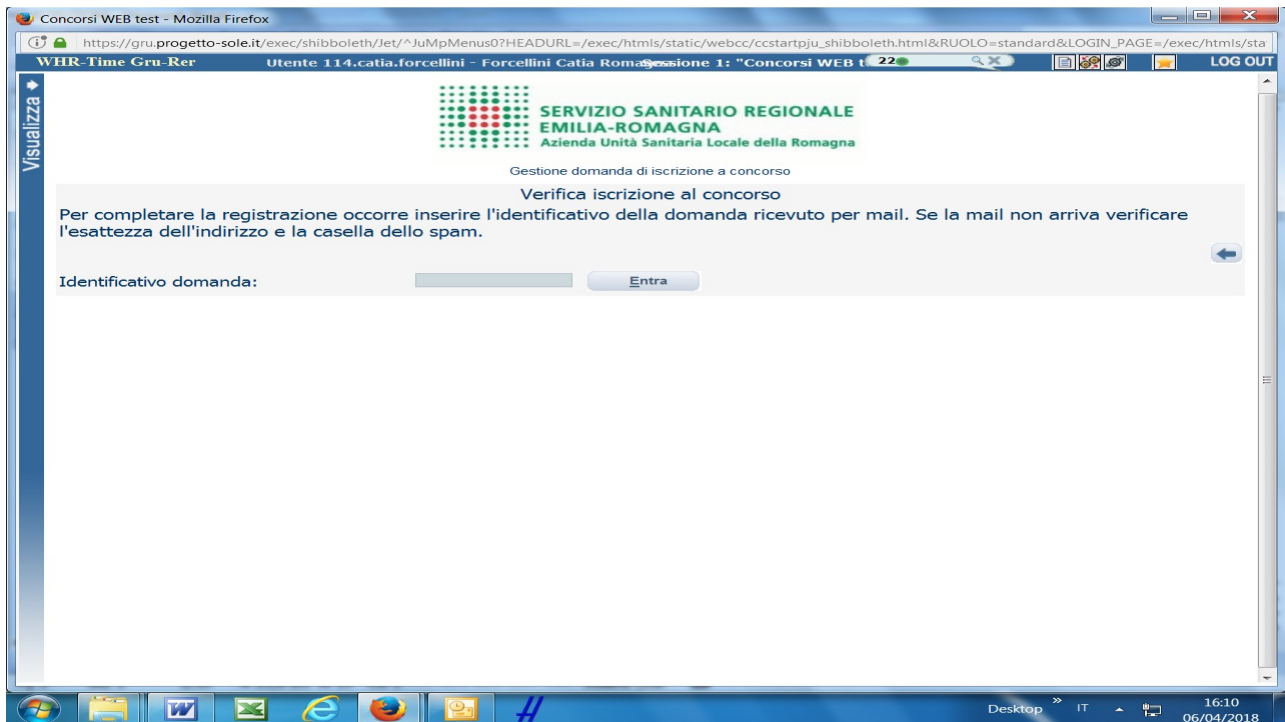 Concorsi WEB test - Mozilla Firefox
https://gru.progetto-sole.it/exec/shibboleth/Jet/^JuMpMenus0?HEADURL=/exec/htmls/static/webcc/ccstartpju_shibboleth.html&RUOLO=standard&LOGIN_PAGE=/exec/htmls/sta
WHR-Time Gru-Rer Utente 114.catia.forcellini - Forcellini Catia 1: "Concorsi WEB t 22 LOG OUT
Visualizza
SERVIZIO SANITARIO REGIONALE
EMILIA-ROMAGNA
Azienda Unità Sanitaria Locale della Romagna
Gestione domanda di iscrizione a concorso
Verifica iscrizione al concorso
Per completare la registrazione occorre inserire l'identificativo della domanda ricevuto per mail. Se la mail non arriva verificare
l'esattezza dell'indirizzo e la casella dello spam.
Identificativo domanda: Entra
Desktop » IT 16:10
06/04/2018